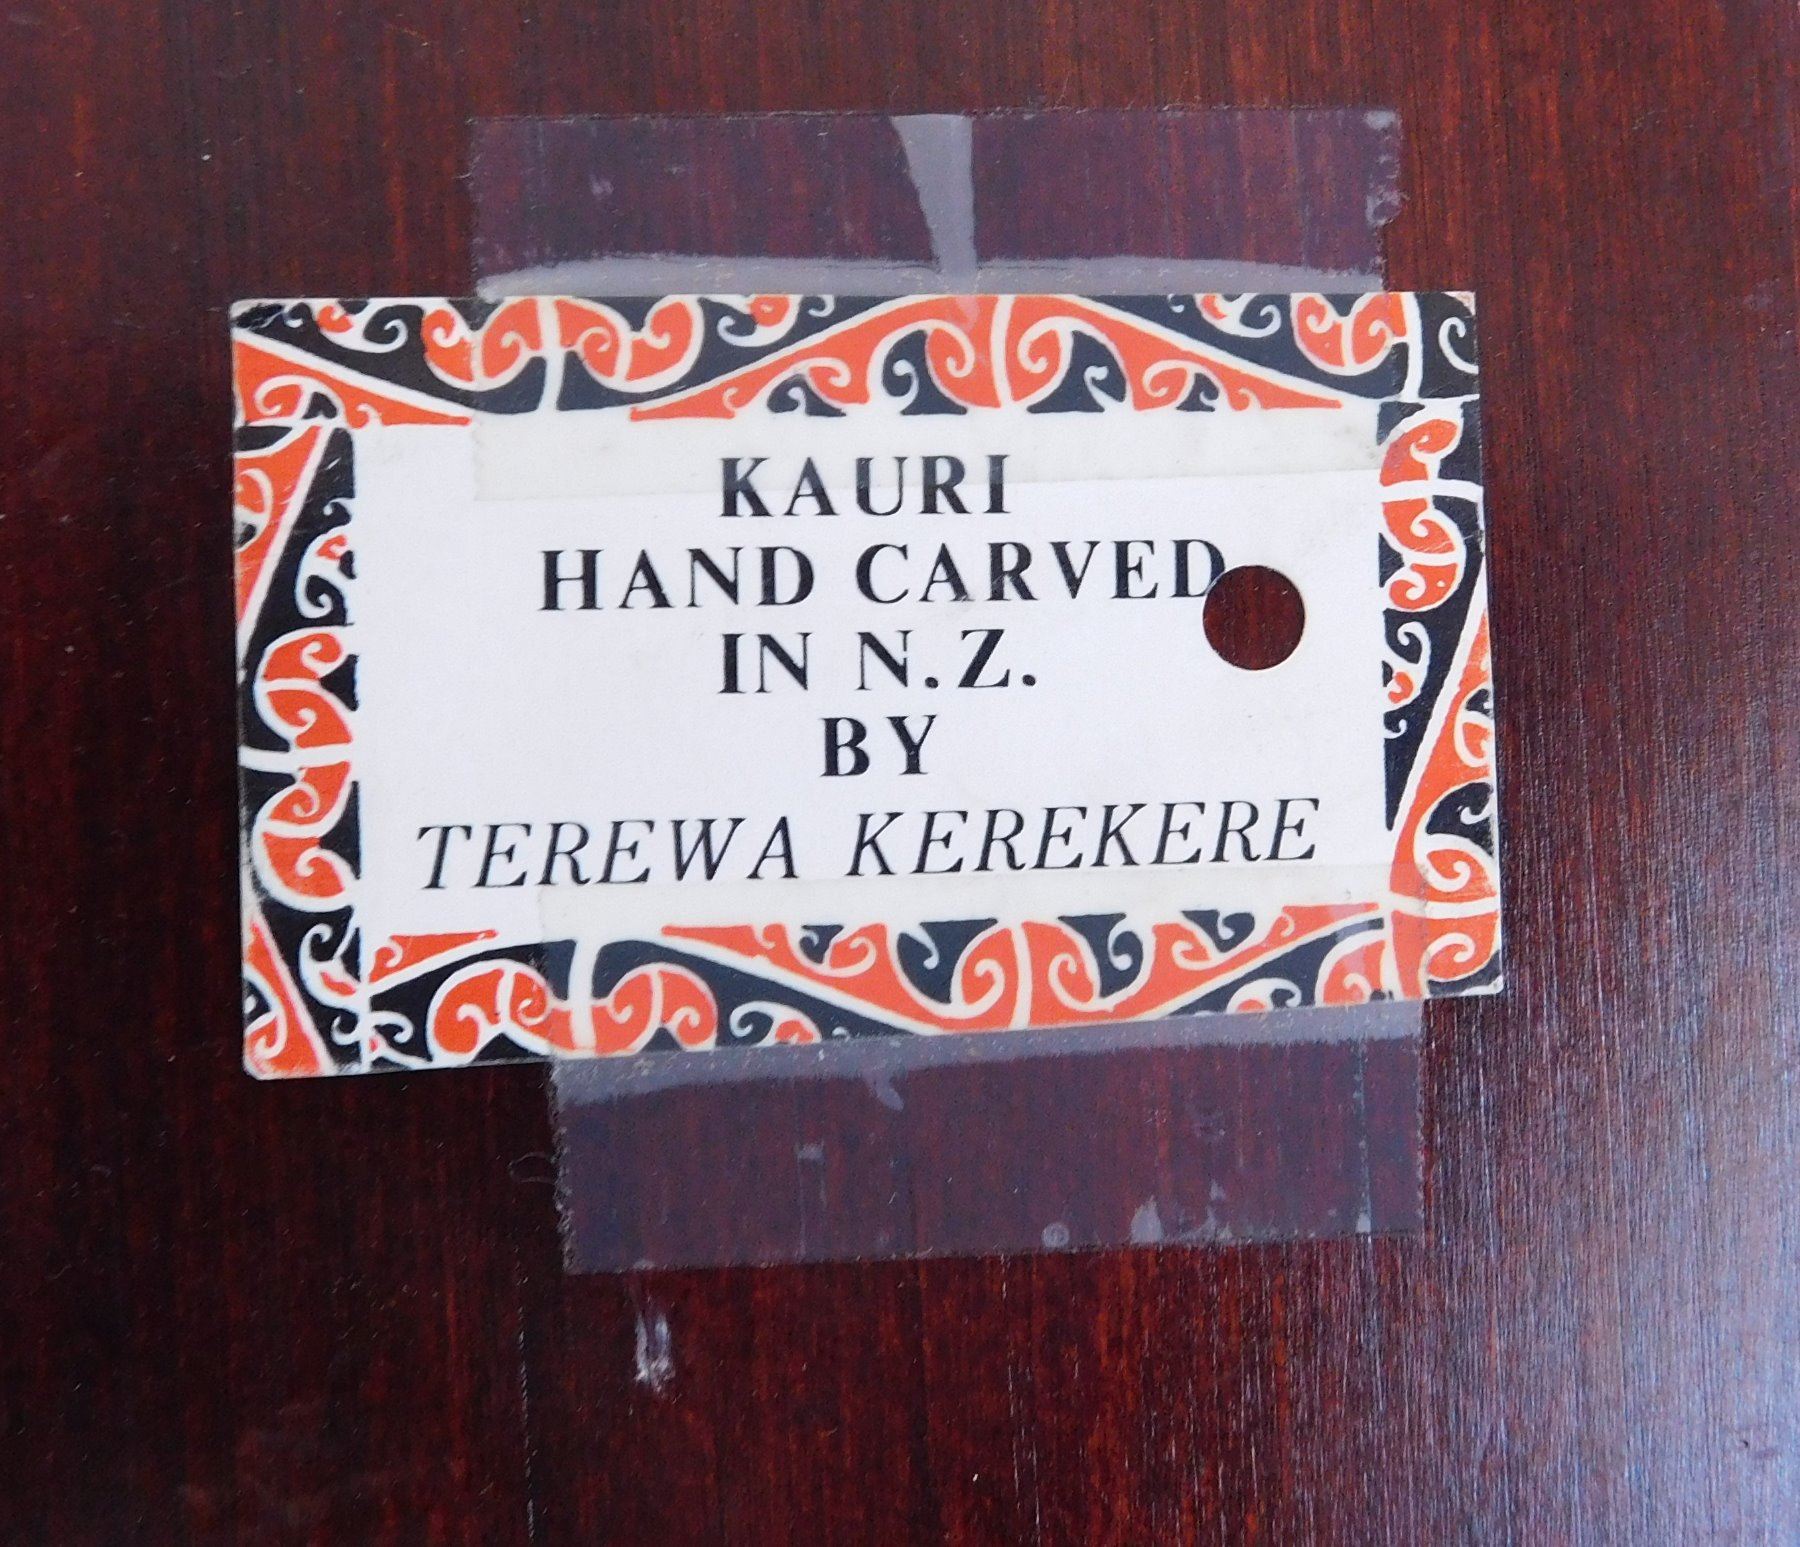 KAURI
HAND CARVED
IN N.Z.
BY
TEREWA KEREKERE